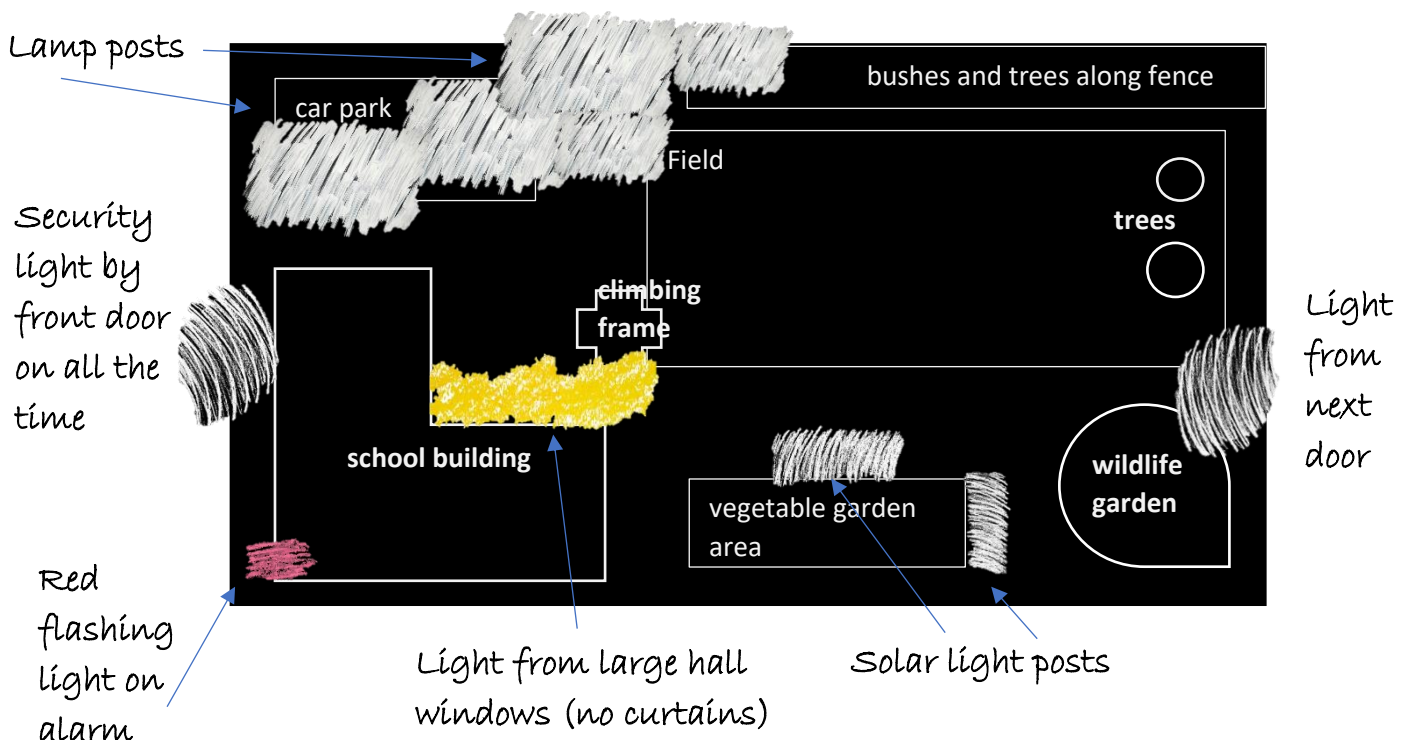 Lamp posts
bushes and trees along fence
car park
Field
trees
Security
light by
front door
on all the
time
climbing
frame
Light
from
next
door
school building
wildlife
garden
vegetable garden
area
Red
flashing
light on
alarm
Light from large hall
windows (no curtains)
Solar light posts